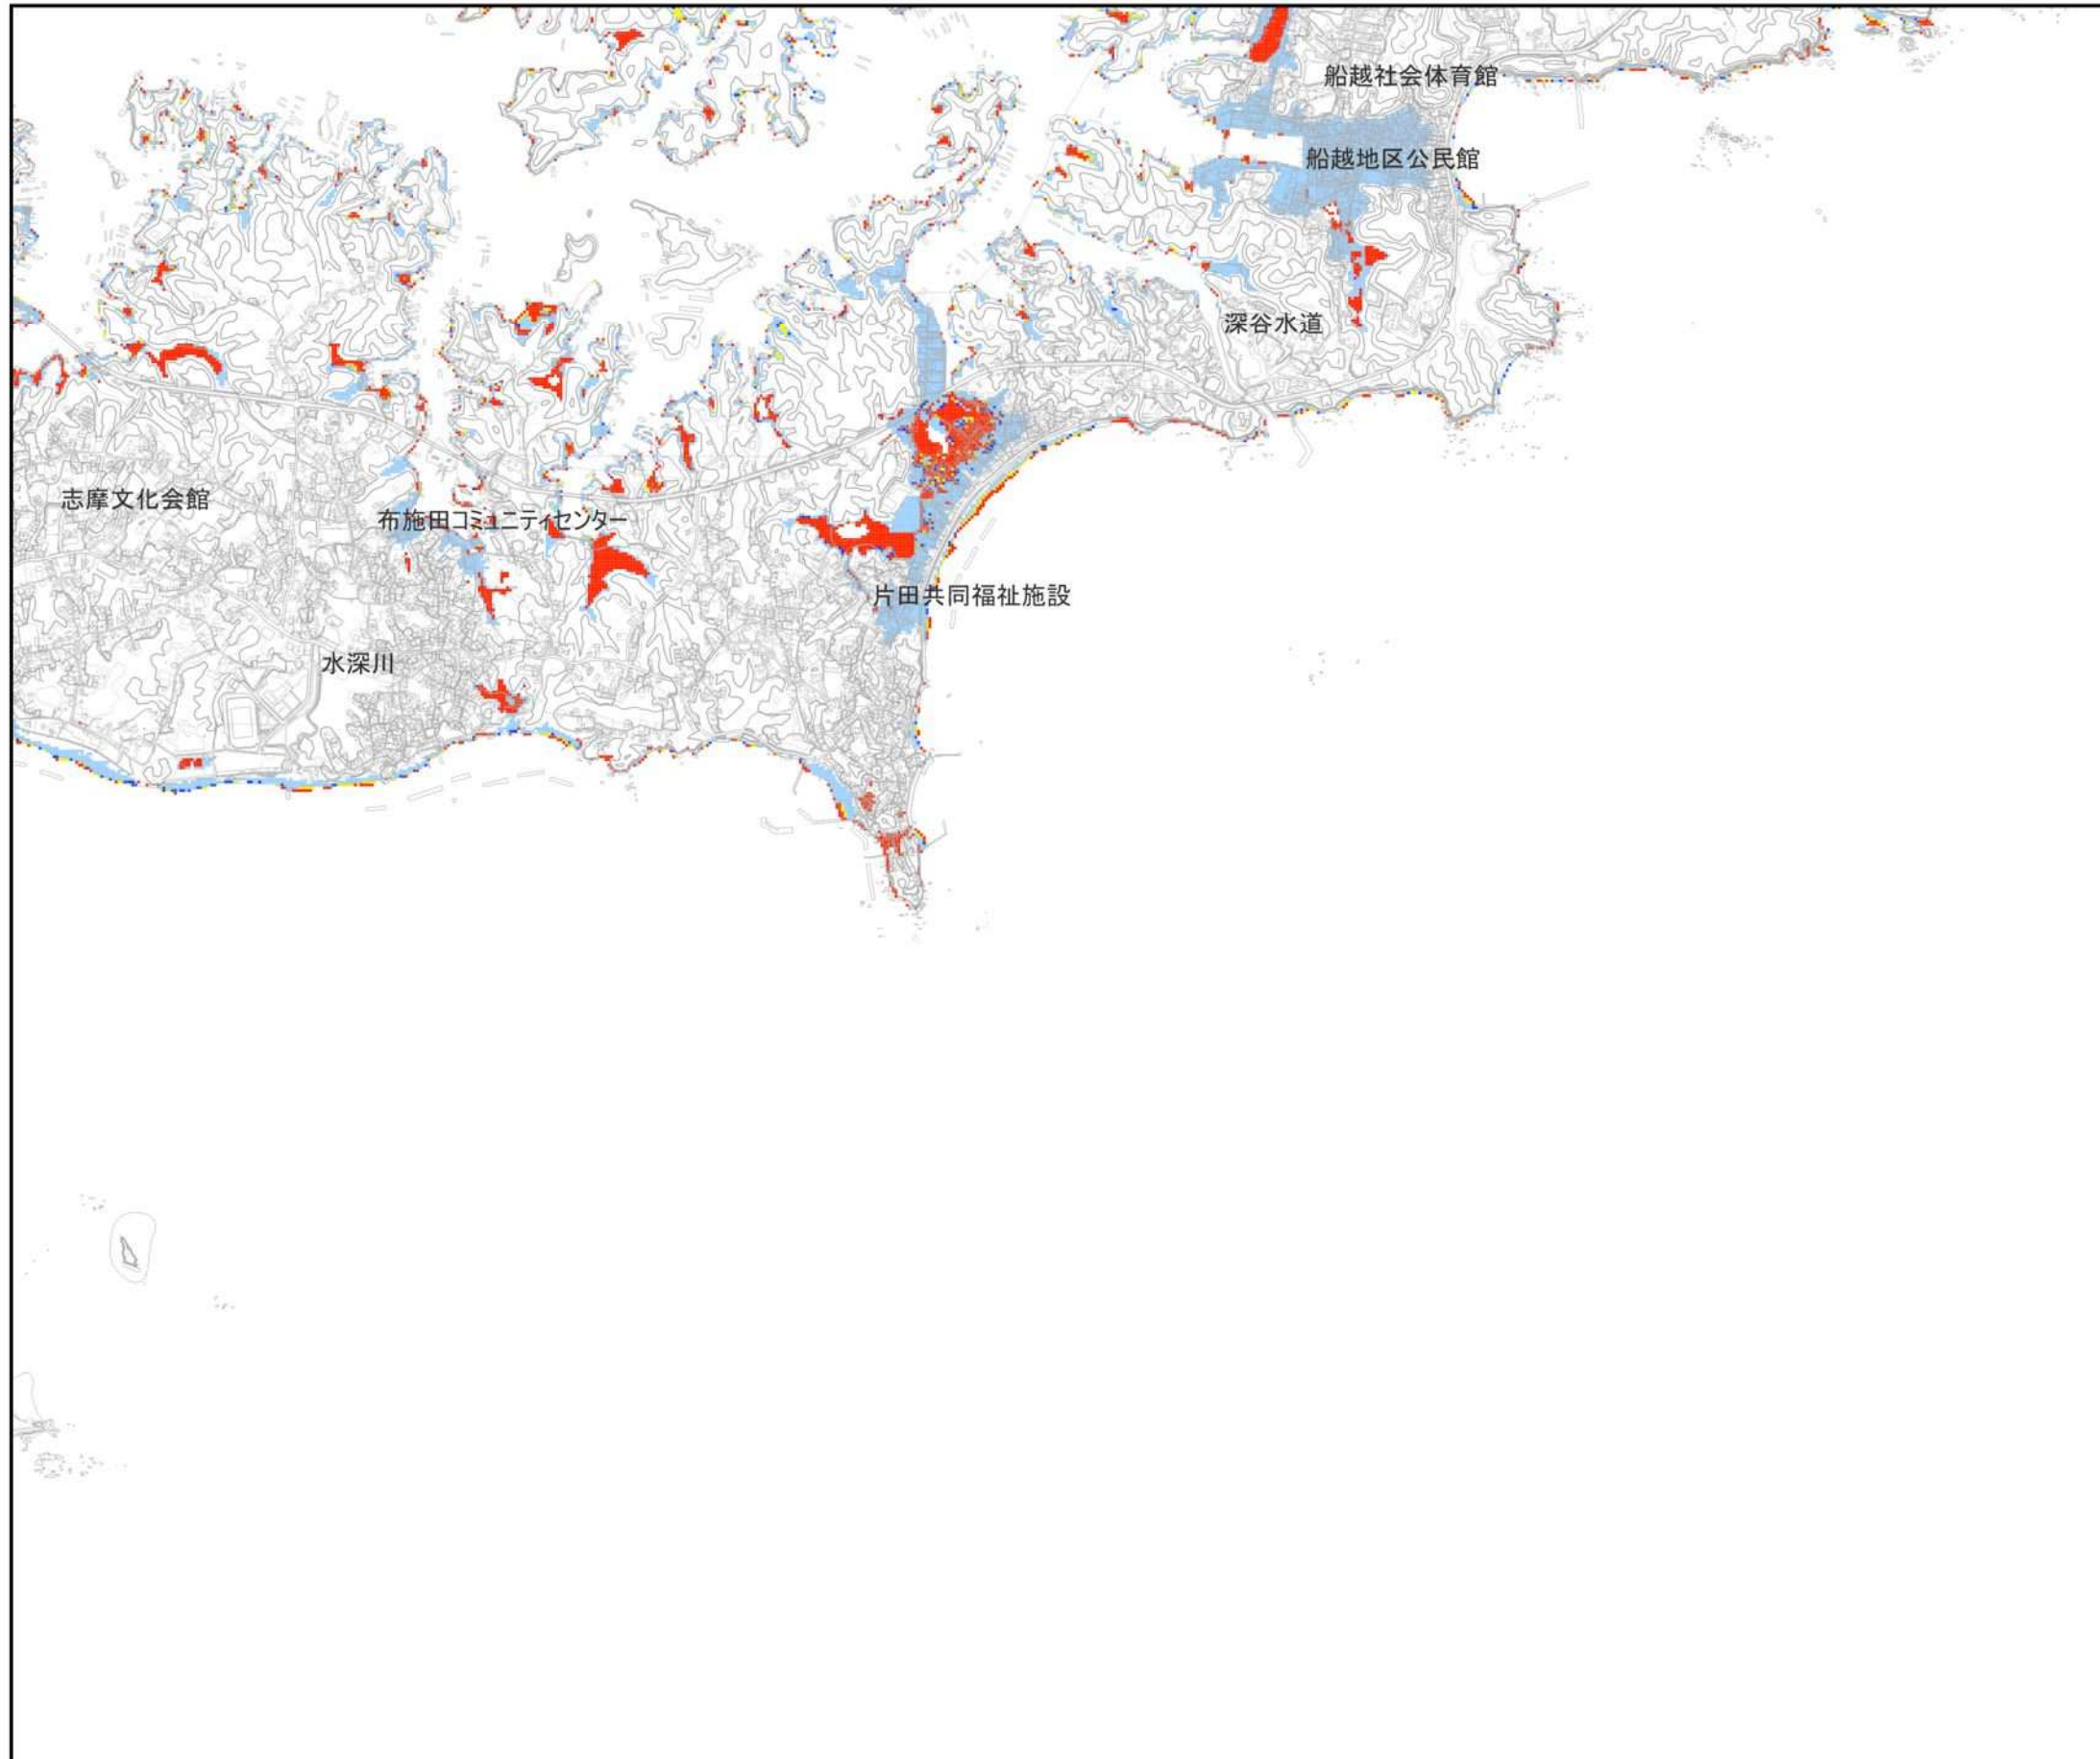 船越社会体育館
船越地区公民館
深谷水道
志摩文化会館
布施田コミュニティセンター
片田共同福祉施設
水深川